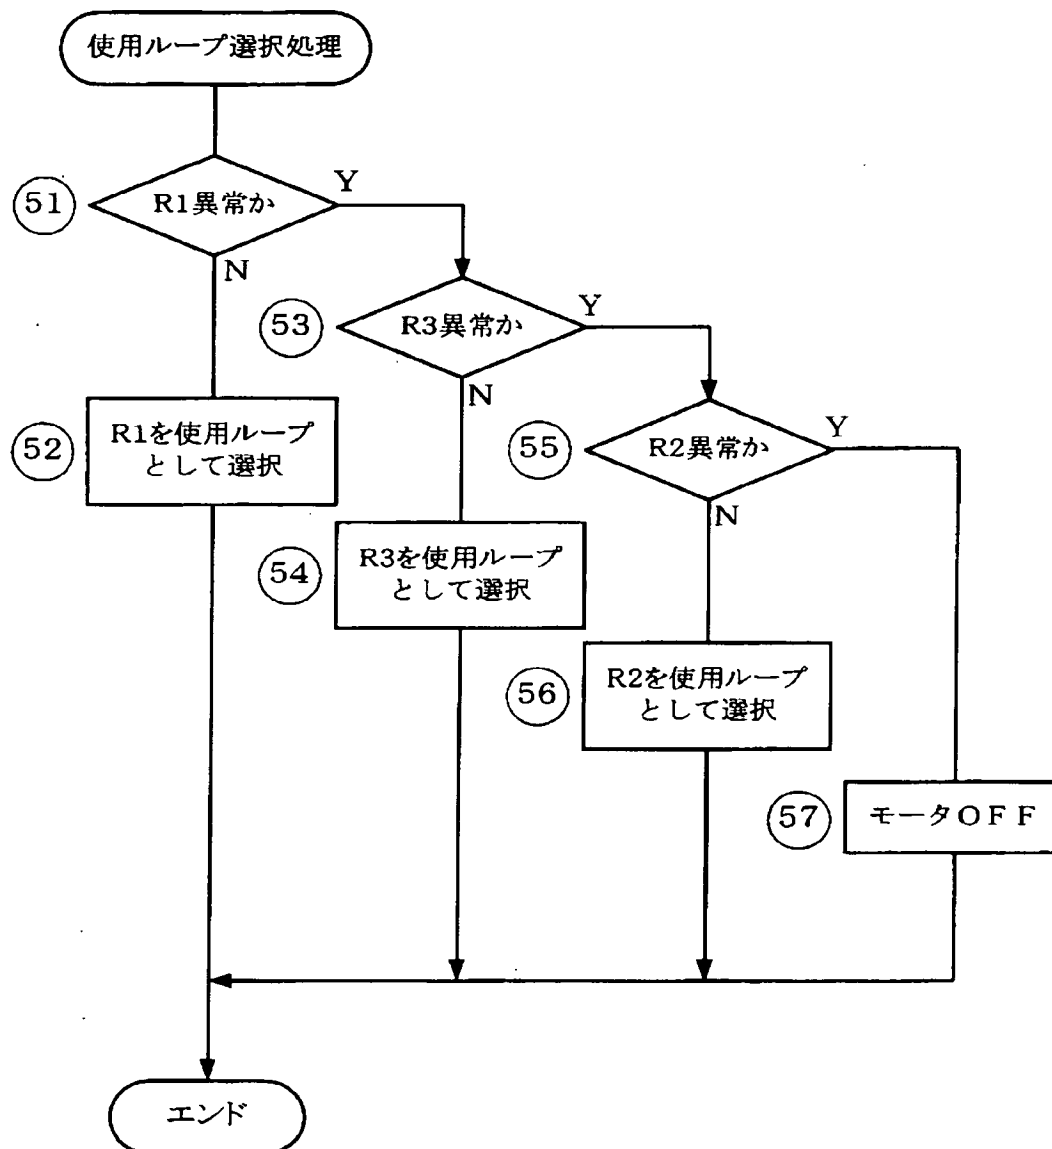 使用ループ選択処理
51
R1異常か
Y
N
53
R3異常か
Y
N
52
R1を使用ループ
として選択
55
R2異常か
Y
N
54
R3を使用ループ
として選択
56
R2を使用ループ
として選択
57
モータOFF
エンド